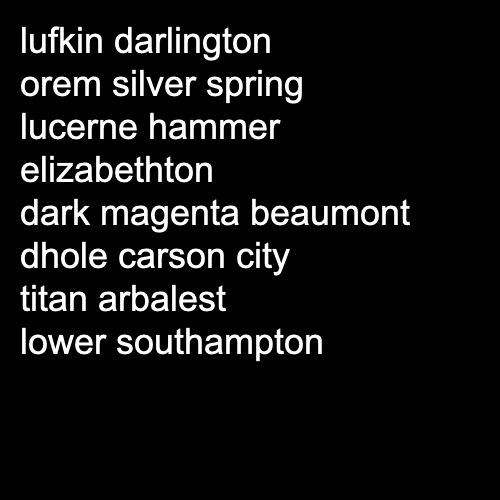 lufkin darlington
orem silver spring
lucerne hammer
elizabethton
dark magenta beaumont
dhole carson city
titan arbalest
lower southampton